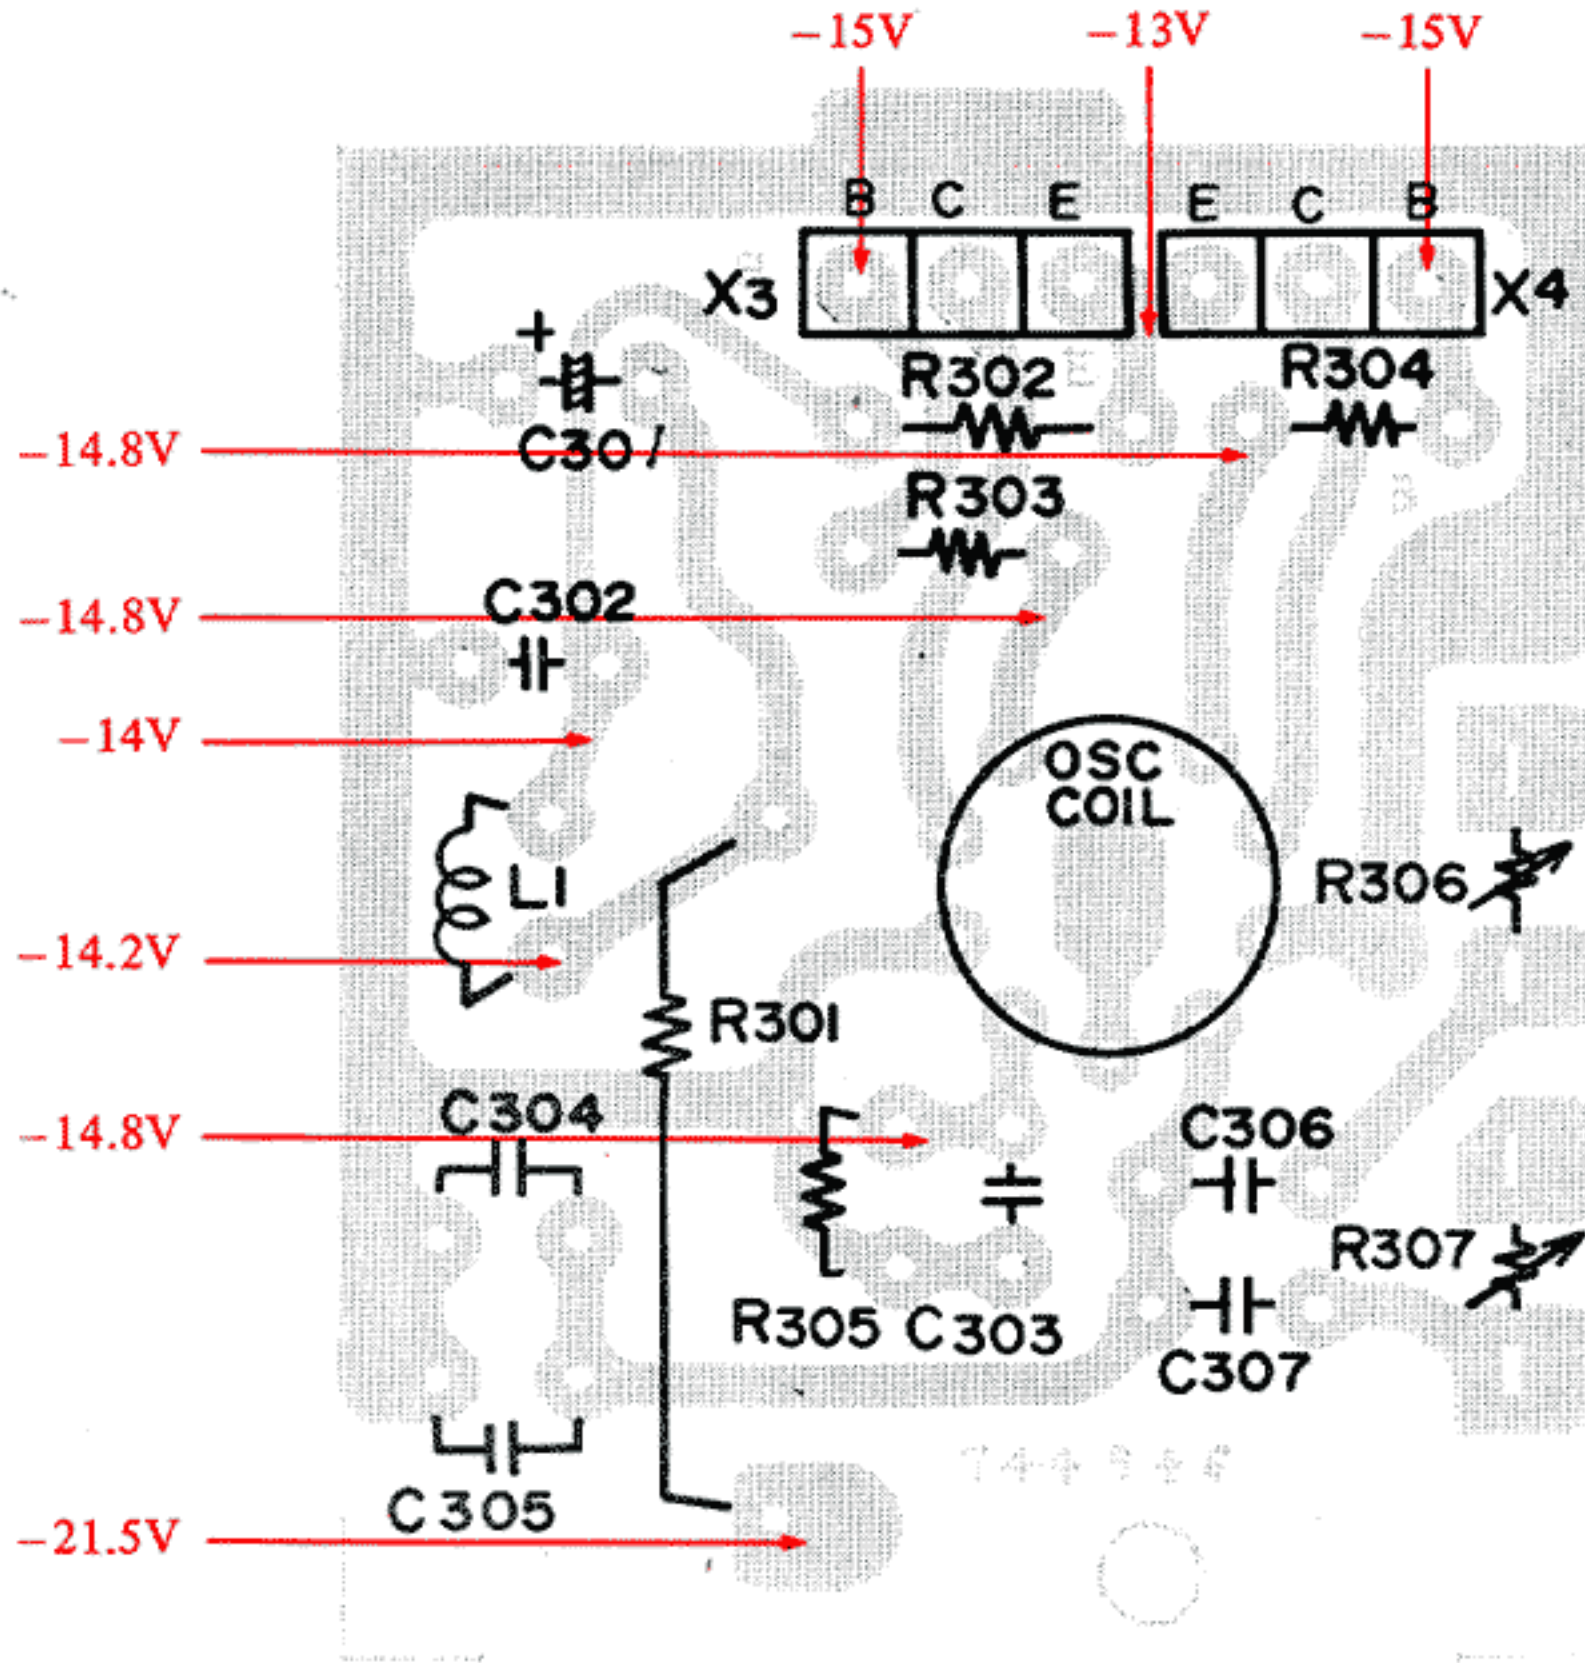 −15V −13V −15V
B C E E C B
X3 X4
+
R302 R304
−14.8V C301
R303
−14.8V C302
−14V
OSC
COIL
L1
R306
−14.2V
R301
C304
−14.8V C306
R307
R305 C303
C307
C305
−21.5V